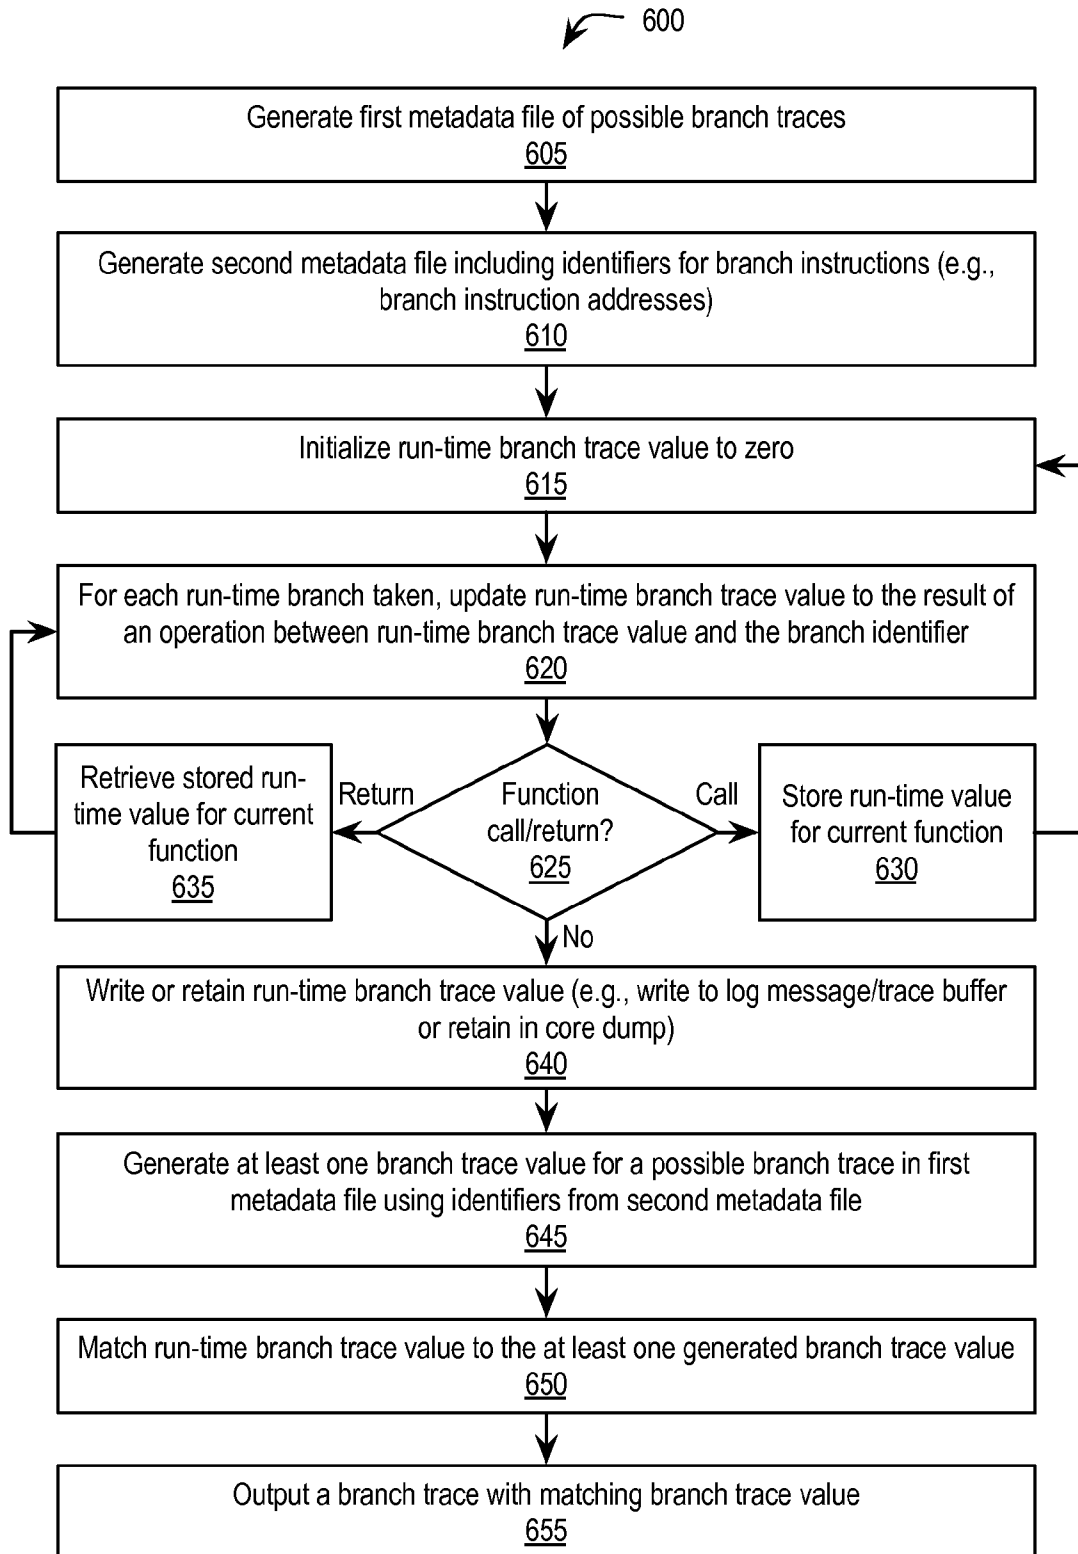 600
Generate first metadata file of possible branch traces
605
Generate second metadata file including identifiers for branch instructions (e.g.,
branch instruction addresses)
610
Initialize run-time branch trace value to zero
615
For each run-time branch taken, update run-time branch trace value to the result of
an operation between run-time branch trace value and the branch identifier
620
Retrieve stored run-
time value for current
function
635
Return
Function
call/return?
625
Call
Store run-time value
for current function
630
No
Write or retain run-time branch trace value (e.g., write to log message/trace buffer
or retain in core dump)
640
Generate at least one branch trace value for a possible branch trace in first
metadata file using identifiers from second metadata file
645
Match run-time branch trace value to the at least one generated branch trace value
650
Output a branch trace with matching branch trace value
655